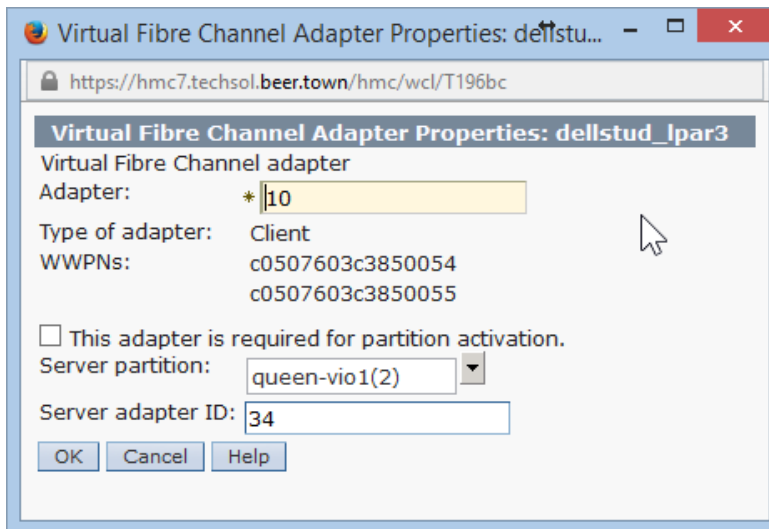 Virtual Fibre Channel Adapter Properties: dellstu...
https://hmc7.techsol.beer.town/hmc/wcl/T196bc
Virtual Fibre Channel Adapter Properties: dellstud_lpar3
Virtual Fibre Channel adapter
Adapter: * 10
Type of adapter: Client
WWPNs: c0507603c3850054
c0507603c3850055
This adapter is required for partition activation.
Server partition: queen-vio1(2)
Server adapter ID: 34
OK Cancel Help